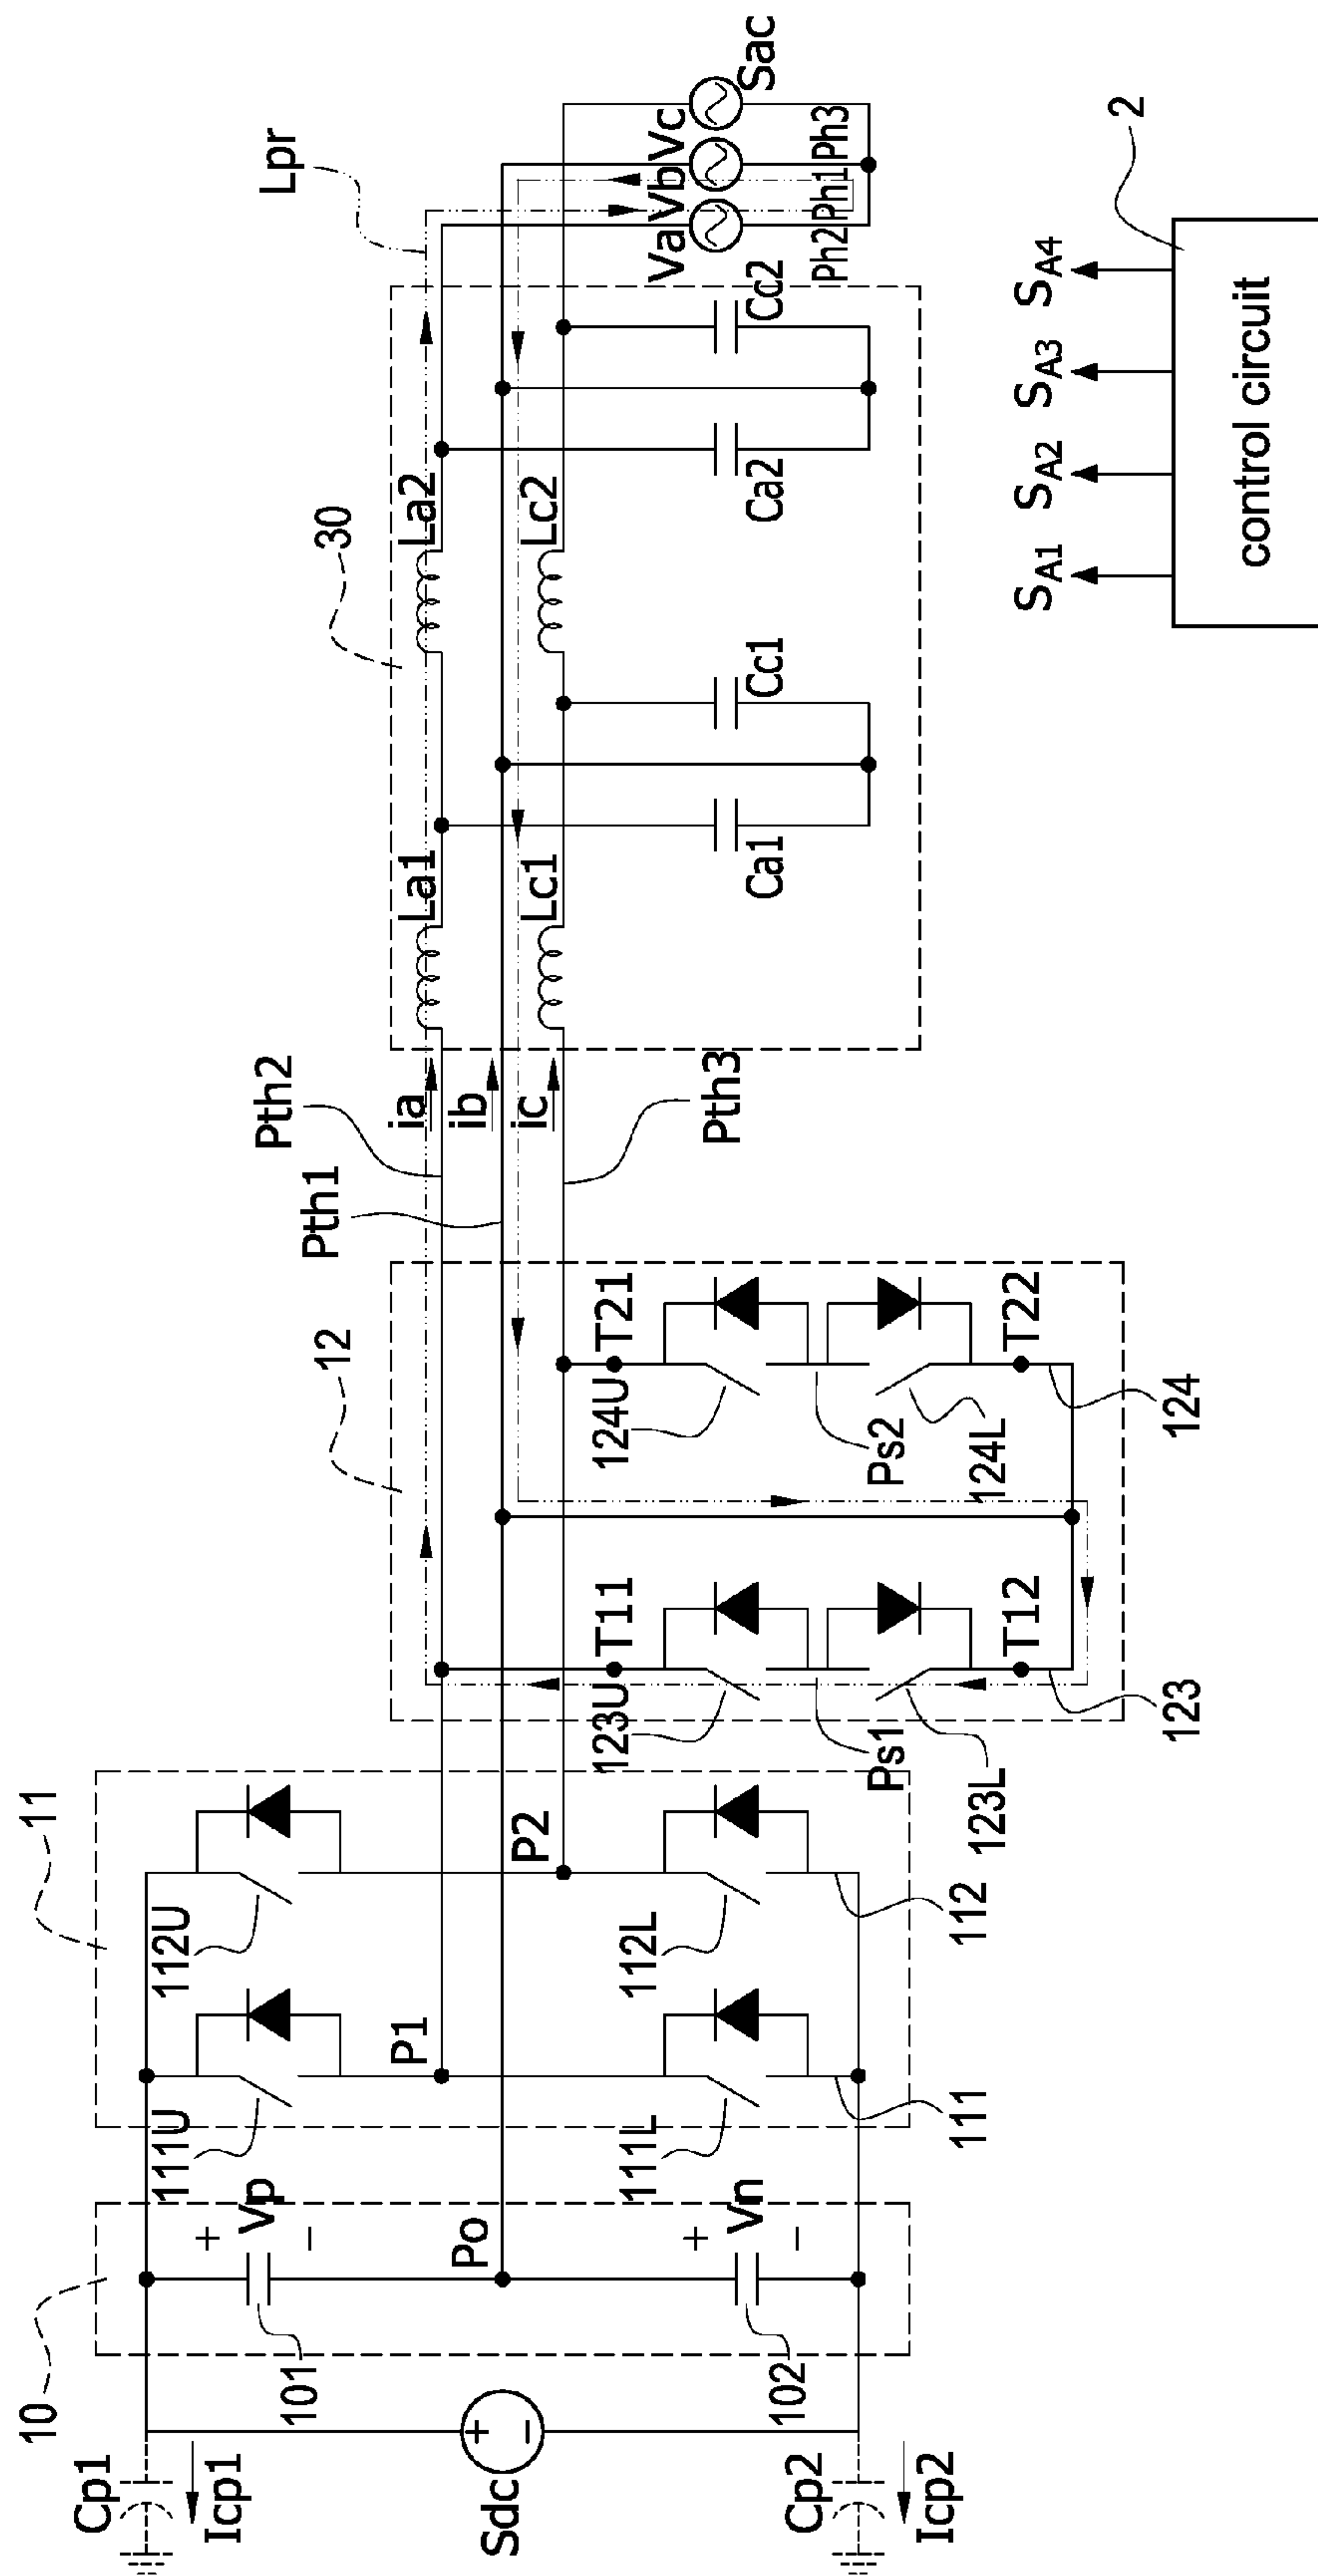 10
11
12
30
Lpr
Cp1
Icp1
Sdc
Cp2
Icp2
101
102
+
Vp
−
Po
+
Vn
−
+
−
111U
112U
P1
P2
111L
112L
111
112
Pth1
Pth2
Pth3
ia
ib
ic
T11
T21
123U
124U
Ps1
Ps2
123L
124L
T12
T22
123
124
La1
La2
Lc1
Lc2
Ca1
Cc1
Ca2
Cc2
Va
Vb
Vc
Sac
Ph2
Ph1
Ph3
SA1
SA2
SA3
SA4
2
control circuit